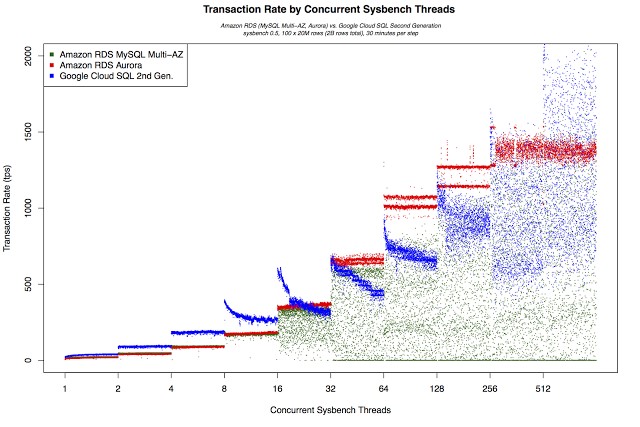 Transaction Rate by Concurrent Sysbench Threads
Amazon RDS (MySQL Multi-AZ, Aurora) vs. Google Cloud SQL Second Generation
sysbench 0.5, 100 x 20M rows (2B rows total), 30 minutes per step
Amazon RDS MySQL Multi-AZ
Amazon RDS Aurora
Google Cloud SQL 2nd Gen.
Transaction Rate (tps)
2000
1500
1000
500
0
1 2 4 8 16 32 64 128 256 512
Concurrent Sysbench Threads